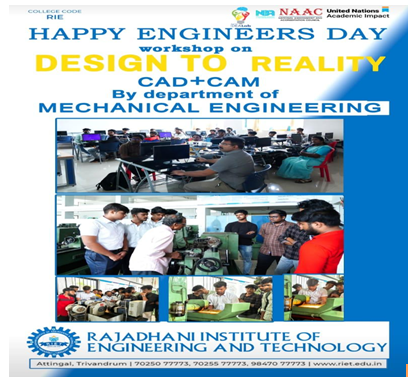 COLLEGE CODE
RIE
NAAC
United Nations
Academic Impact
HAPPY ENGINEERS DAY
workshop on
DESIGN TO REALITY
CAD+CAM
By department of
MECHANICAL ENGINEERING
RIET
RAJADHANI INSTITUTE OF
ENGINEERING AND TECHNOLOGY
Attingal, Trivandrum | 70250 77773, 70255 77773, 98477 77773 | www.riet.edu.in